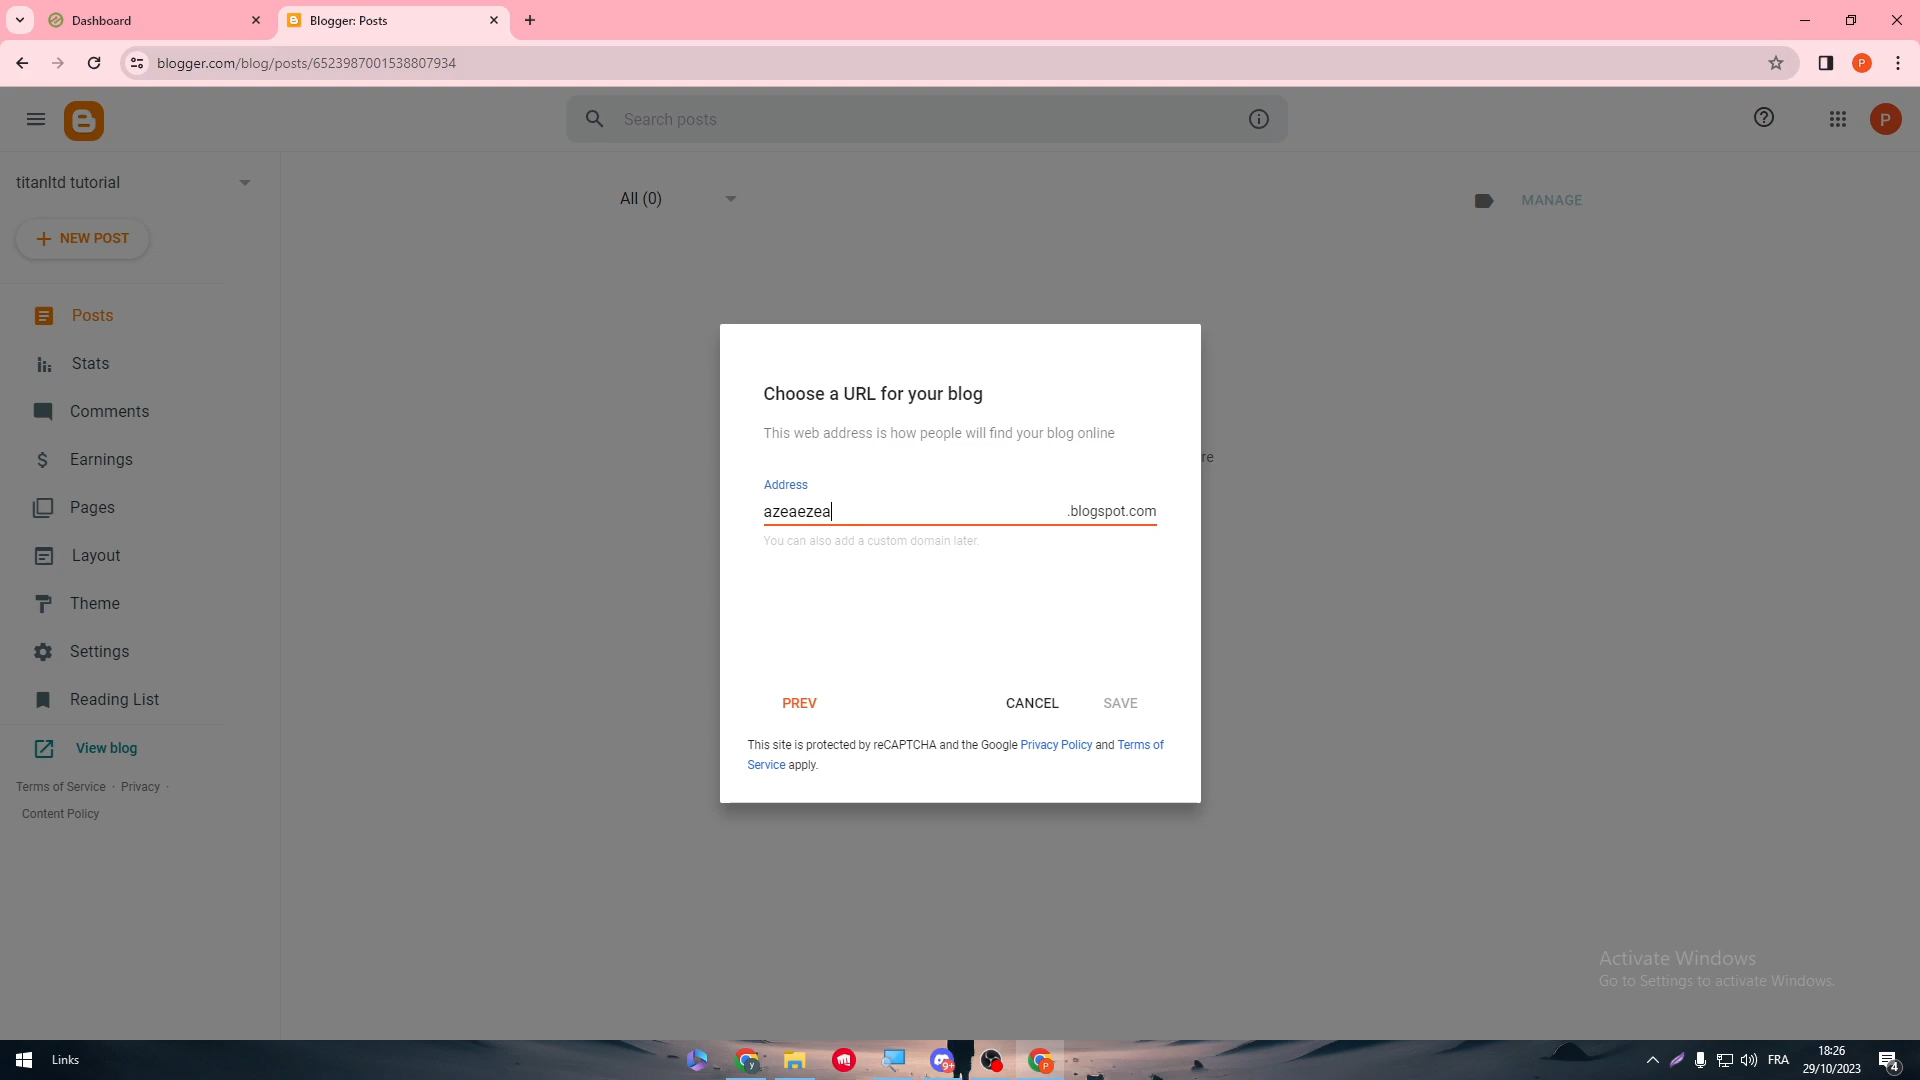 Dashboard
Blogger: Posts
blogger.com/blog/posts/6523987001538807934
P
Search posts
P
titanltd tutorial
All (0)
MANAGE
NEW POST
Posts
Stats
Comments
Earnings
Pages
Layout
Theme
Settings
Reading List
View blog
Terms of Service · Privacy ·
Content Policy
Choose a URL for your blog
This web address is how people will find your blog online
re
Address
azeaezea
.blogspot.com
You can also add a custom domain later.
PREV
CANCEL
SAVE
This site is protected by reCAPTCHA and the Google Privacy Policy and Terms of
Service apply.
Activate Windows
Go to Settings to activate Windows.
Links
y
9+
P
FRA
18:26
29/10/2023
4